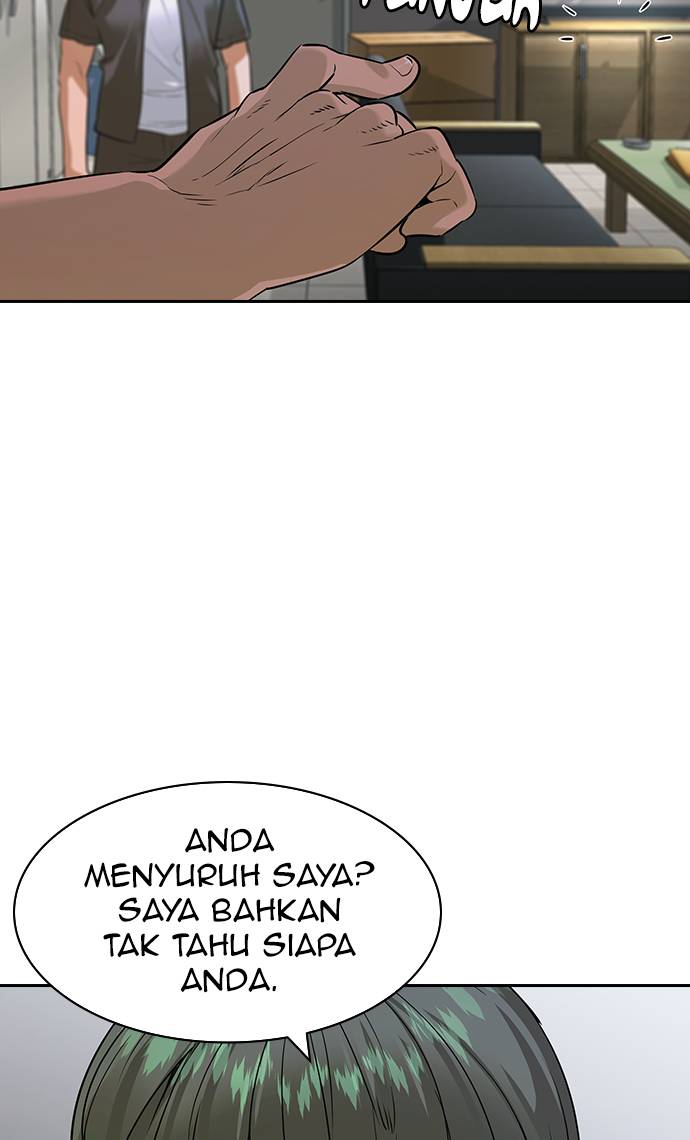 ANDA
MENYURUH SAYA?
SAYA BAHKAN
TAK TAHU SIAPA
ANDA.